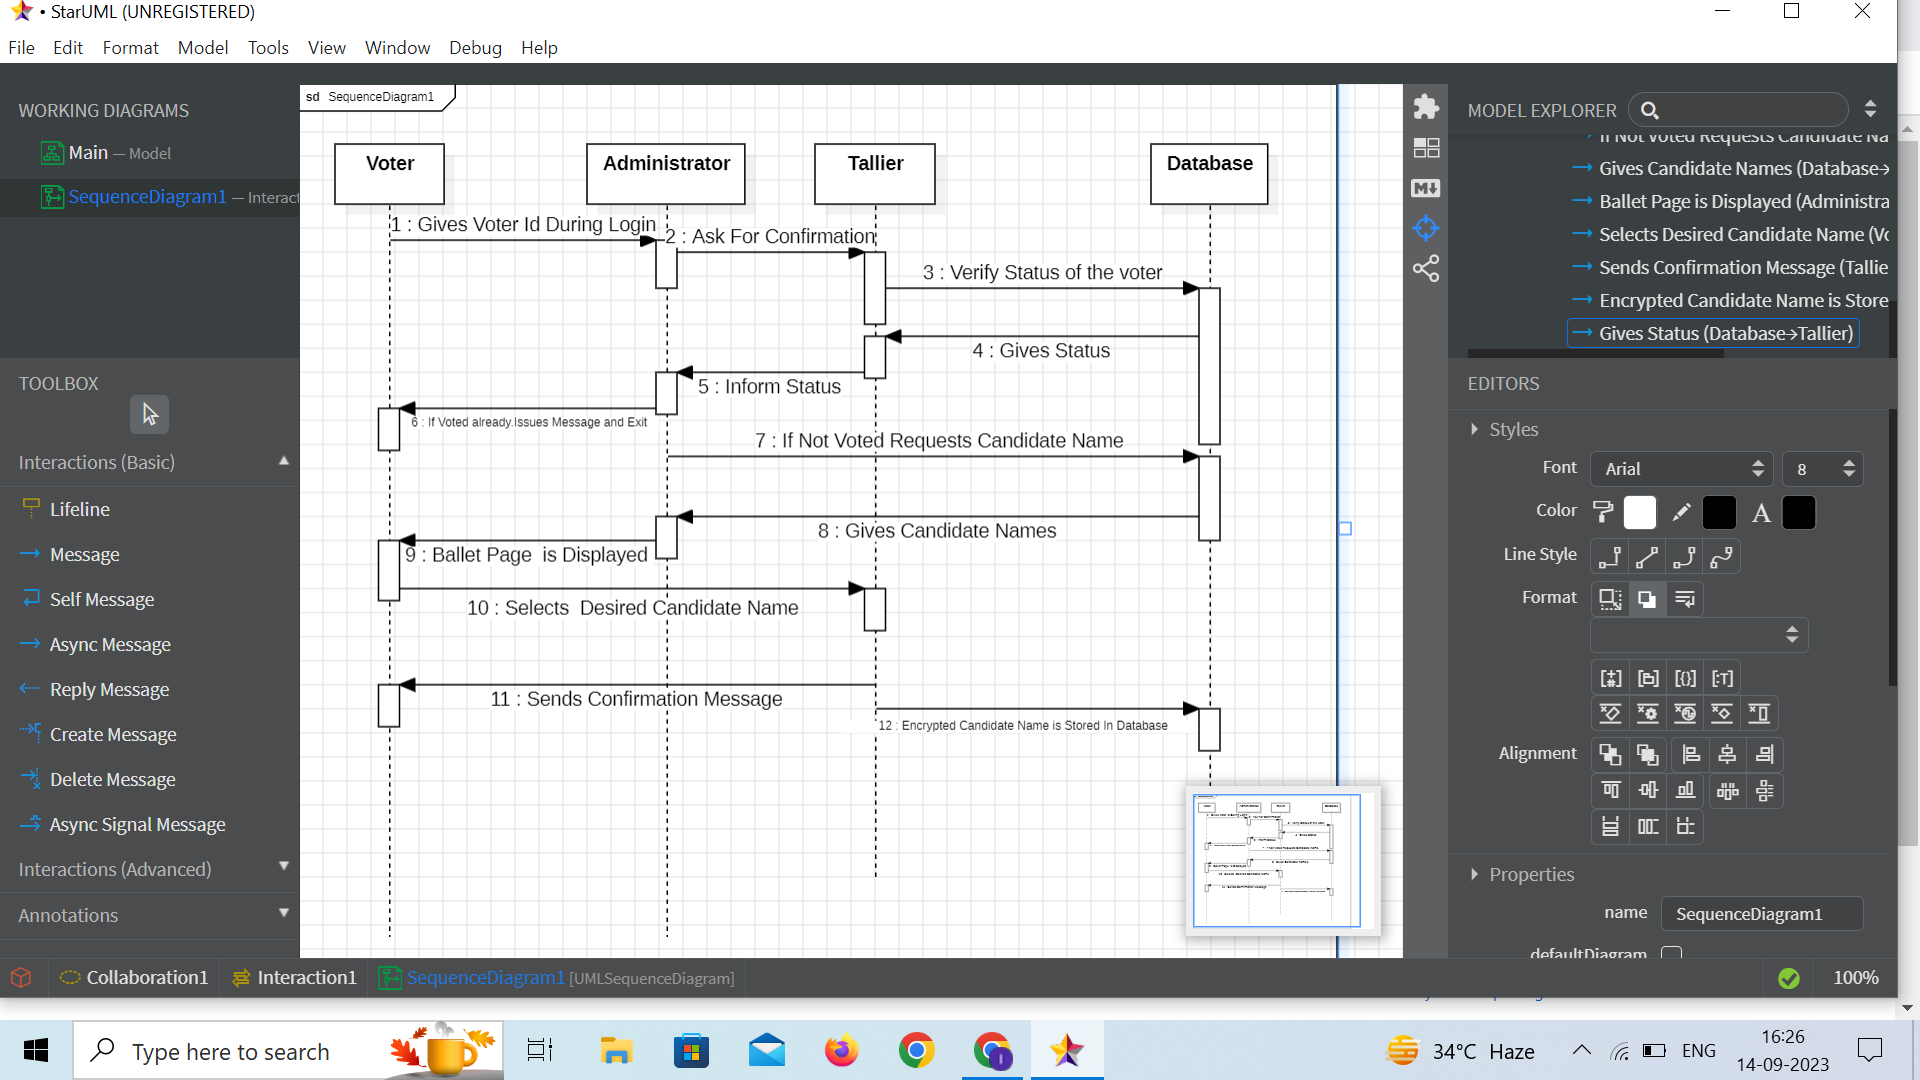 • StarUML (UNREGISTERED)
File Edit Format Model Tools View Window Debug Help
WORKING DIAGRAMS
Main — Model
SequenceDiagram1 — Interact
TOOLBOX
Interactions (Basic)
Lifeline
Message
Self Message
Async Message
Reply Message
Create Message
Delete Message
Async Signal Message
Interactions (Advanced)
Annotations
sd SequenceDiagram1
Voter
Administrator
Tallier
Database
1 : Gives Voter Id During Login
2 : Ask For Confirmation
3 : Verify Status of the voter
4 : Gives Status
5 : Inform Status
6 : If Voted already.Issues Message and Exit
7 : If Not Voted Requests Candidate Name
8 : Gives Candidate Names
9 : Ballet Page is Displayed
10 : Selects Desired Candidate Name
11 : Sends Confirmation Message
12 : Encrypted Candidate Name is Stored In Database
MODEL EXPLORER
If Not Voted Requests Candidate Na
Gives Candidate Names (Database→
Ballet Page is Displayed (Administra
Selects Desired Candidate Name (Vo
Sends Confirmation Message (Tallie
Encrypted Candidate Name is Store
Gives Status (Database→Tallier)
EDITORS
Styles
Font Arial 8
Color A
Line Style
Format
Alignment
Properties
name SequenceDiagram1
defaultDiagram
Collaboration1 Interaction1 SequenceDiagram1 [UMLSequenceDiagram] 100%
Type here to search
34°C Haze
ENG
16:26
14-09-2023